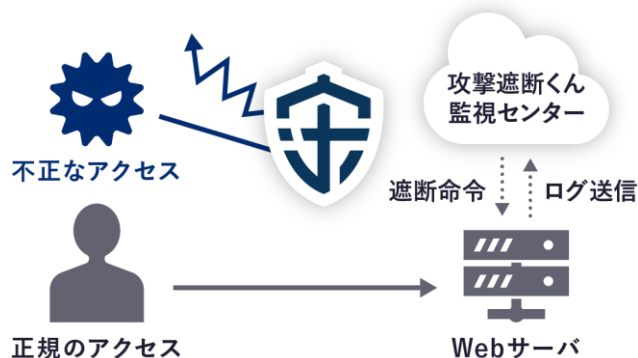 攻撃遮断くん
監視センター
不正なアクセス
遮断命令
ログ送信
正規のアクセス
Webサーバ